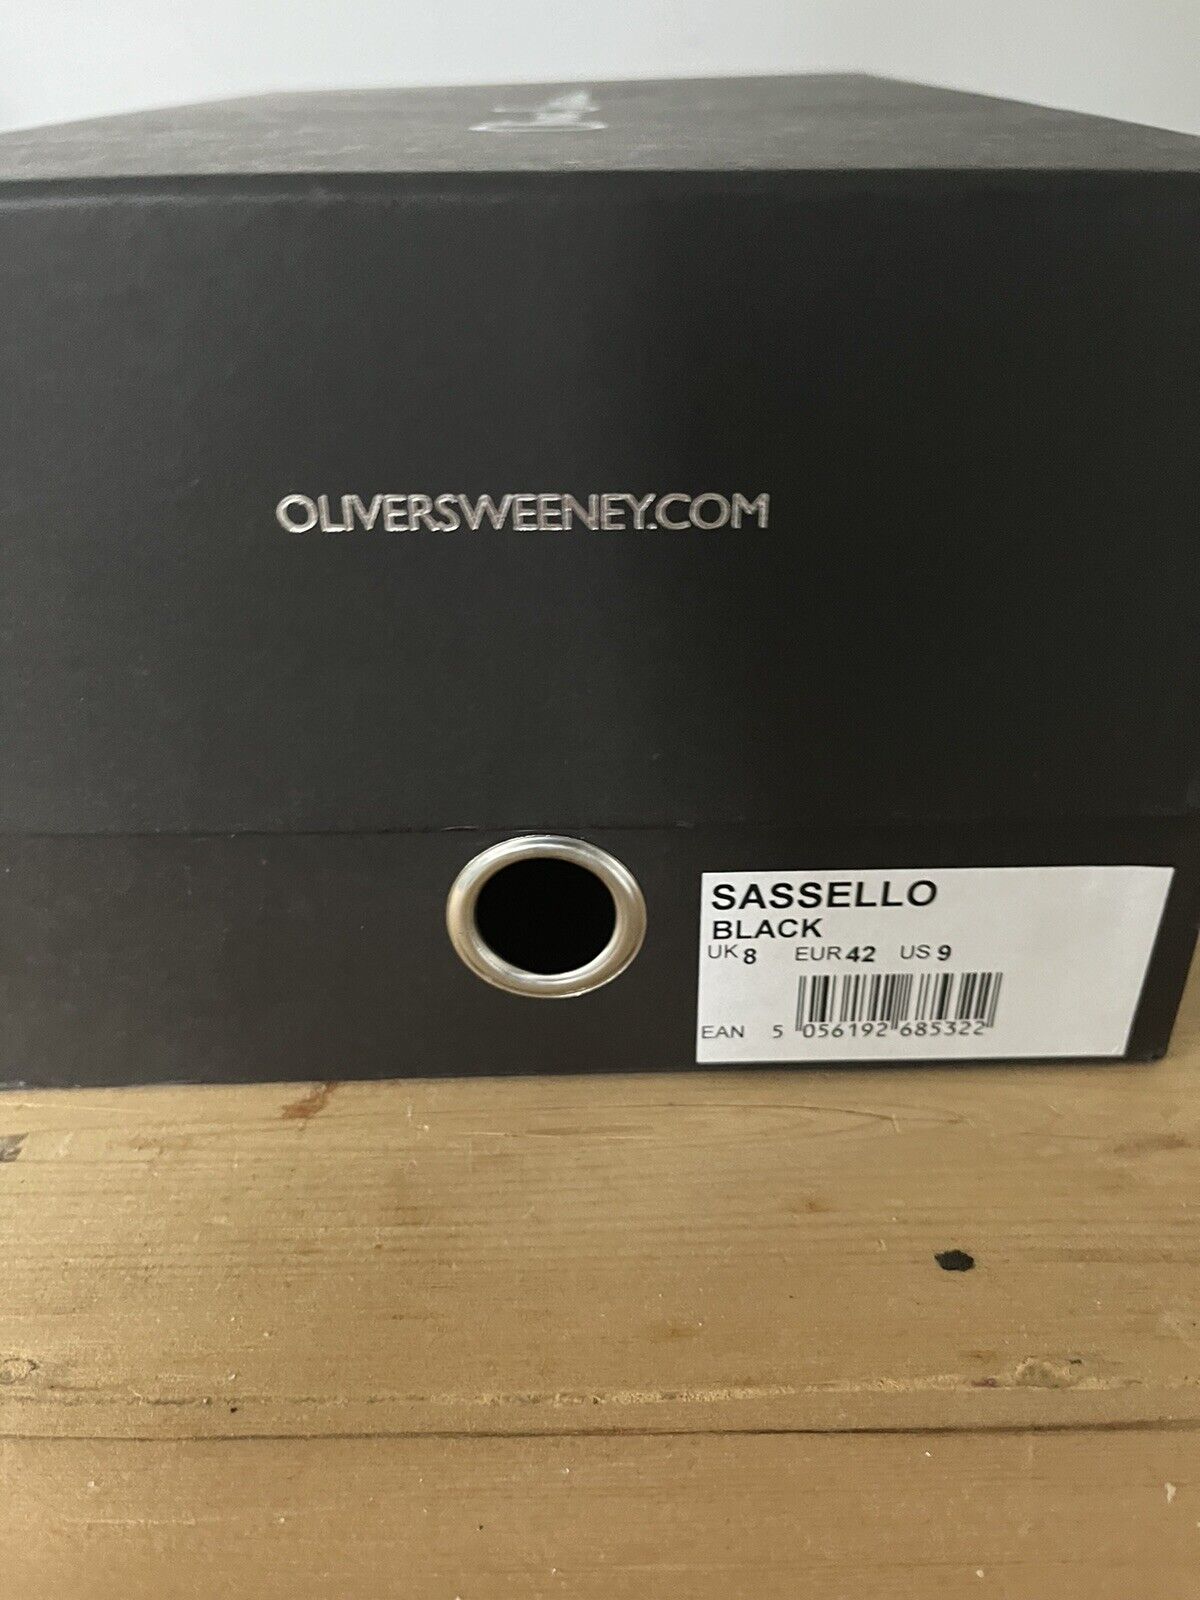 OLIVERSWEENEY.COM
SASSELLO
BLACK
UK 8 EUR 42 US 9
EAN 5 056192 685322